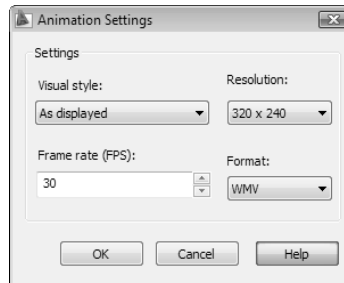 Animation Settings
Settings
Visual style:
Resolution:
As displayed
320 x 240
Frame rate (FPS):
Format:
30
WMV
OK
Cancel
Help